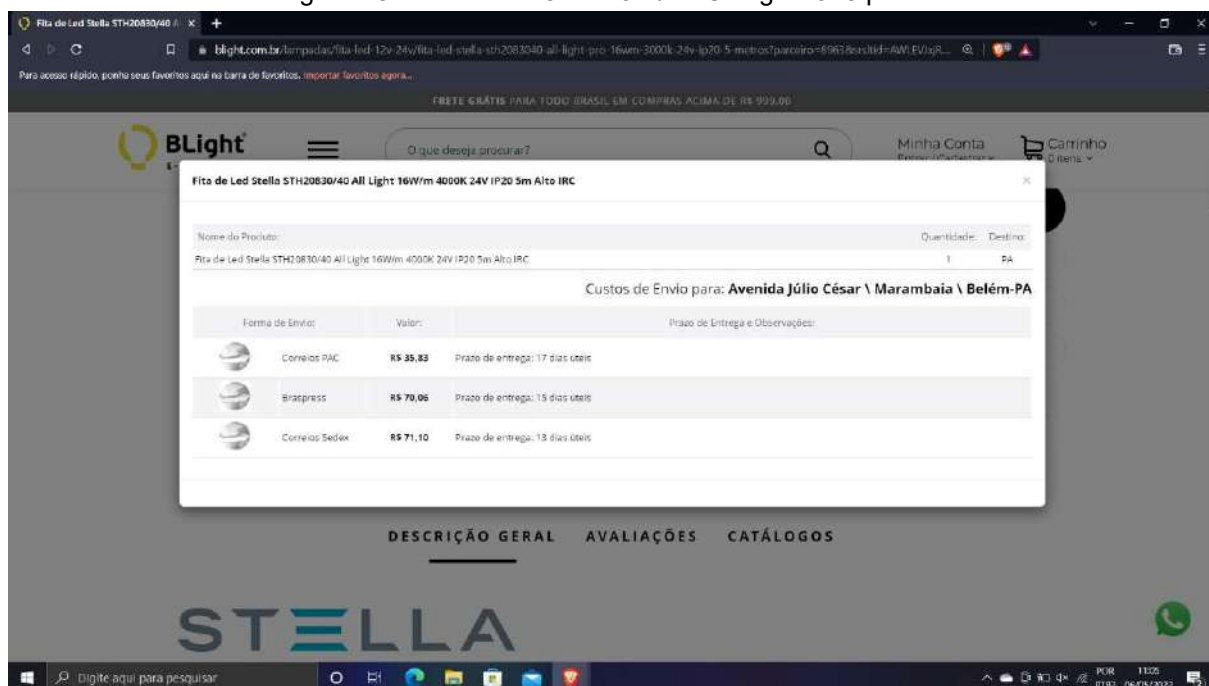 Fita de Led Stella STH20830/40 A
blight.com.br/lampadas/fita-led-12v-24v/fita-led-stella-sth2083040-all-light-pro-16wm-3000k-24v-ip20-5-metros?parceiro=8963&srsltid=
Para acesso rápido, ponha seus favoritos aqui na barra de favoritos. Importar favoritos agora...
FRETE GRÁTIS PARA TODO BRASIL EM COMPRAS ACIMA DE R$ 999,00
BLight
O que deseja procurar?
Minha Conta
Carrinho
0 itens
Fita de Led Stella STH20830/40 All Light 16W/m 4000K 24V IP20 5m Alto IRC
Nome do Produto: Quantidade: Destino:
Fita de Led Stella STH20830/40 All Light 16W/m 4000K 24V IP20 5m Alto IRC 1 PA
Custos de Envio para: Avenida Júlio César \ Marambaia \ Belém-PA
Forma de Envio: Valor: Prazo de Entrega e Observações:
Correios PAC R$ 35,83 Prazo de entrega: 17 dias úteis
Braspress R$ 70,06 Prazo de entrega: 15 dias úteis
Correios Sedex R$ 71,10 Prazo de entrega: 13 dias úteis
DESCRIÇÃO GERAL AVALIAÇÕES CATÁLOGOS
STELLA
Digite aqui para pesquisar
POR 11:05